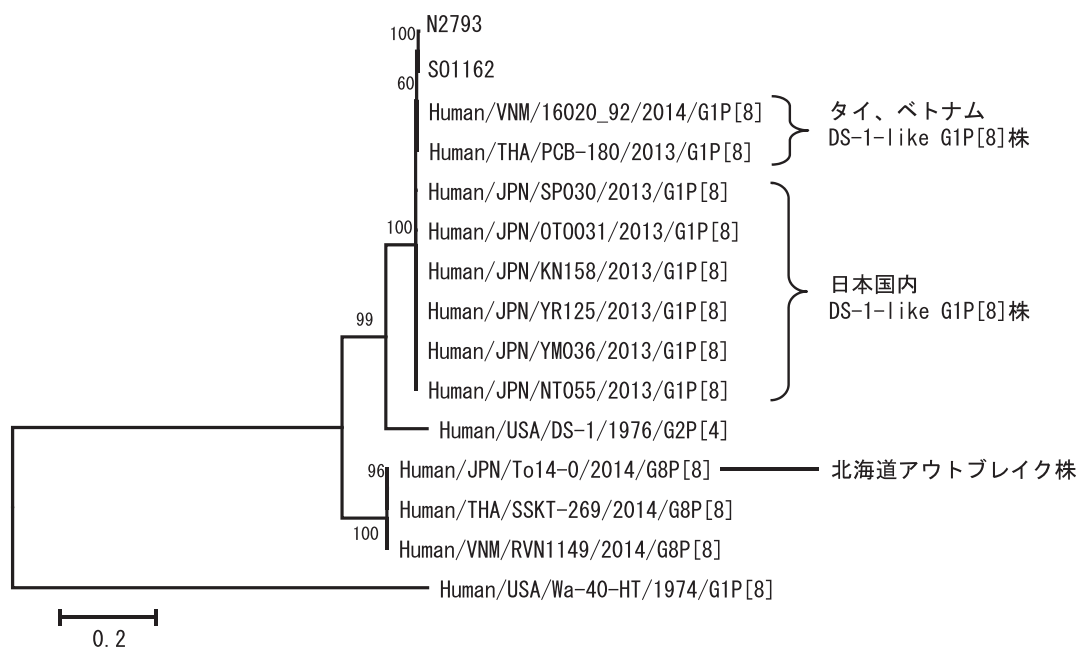 N2793
100
SO1162
60
Human/VNM/16020_92/2014/G1P[8]
Human/THA/PCB-180/2013/G1P[8]
タイ、ベトナム
DS-1-like G1P[8]株
Human/JPN/SP030/2013/G1P[8]
100
Human/JPN/OT0031/2013/G1P[8]
Human/JPN/KN158/2013/G1P[8]
日本国内
DS-1-like G1P[8]株
Human/JPN/YR125/2013/G1P[8]
99
Human/JPN/YM036/2013/G1P[8]
Human/JPN/NT055/2013/G1P[8]
Human/USA/DS-1/1976/G2P[4]
96
Human/JPN/To14-0/2014/G8P[8]
北海道アウトブレイク株
Human/THA/SSKT-269/2014/G8P[8]
100
Human/VNM/RVN1149/2014/G8P[8]
Human/USA/Wa-40-HT/1974/G1P[8]
0.2